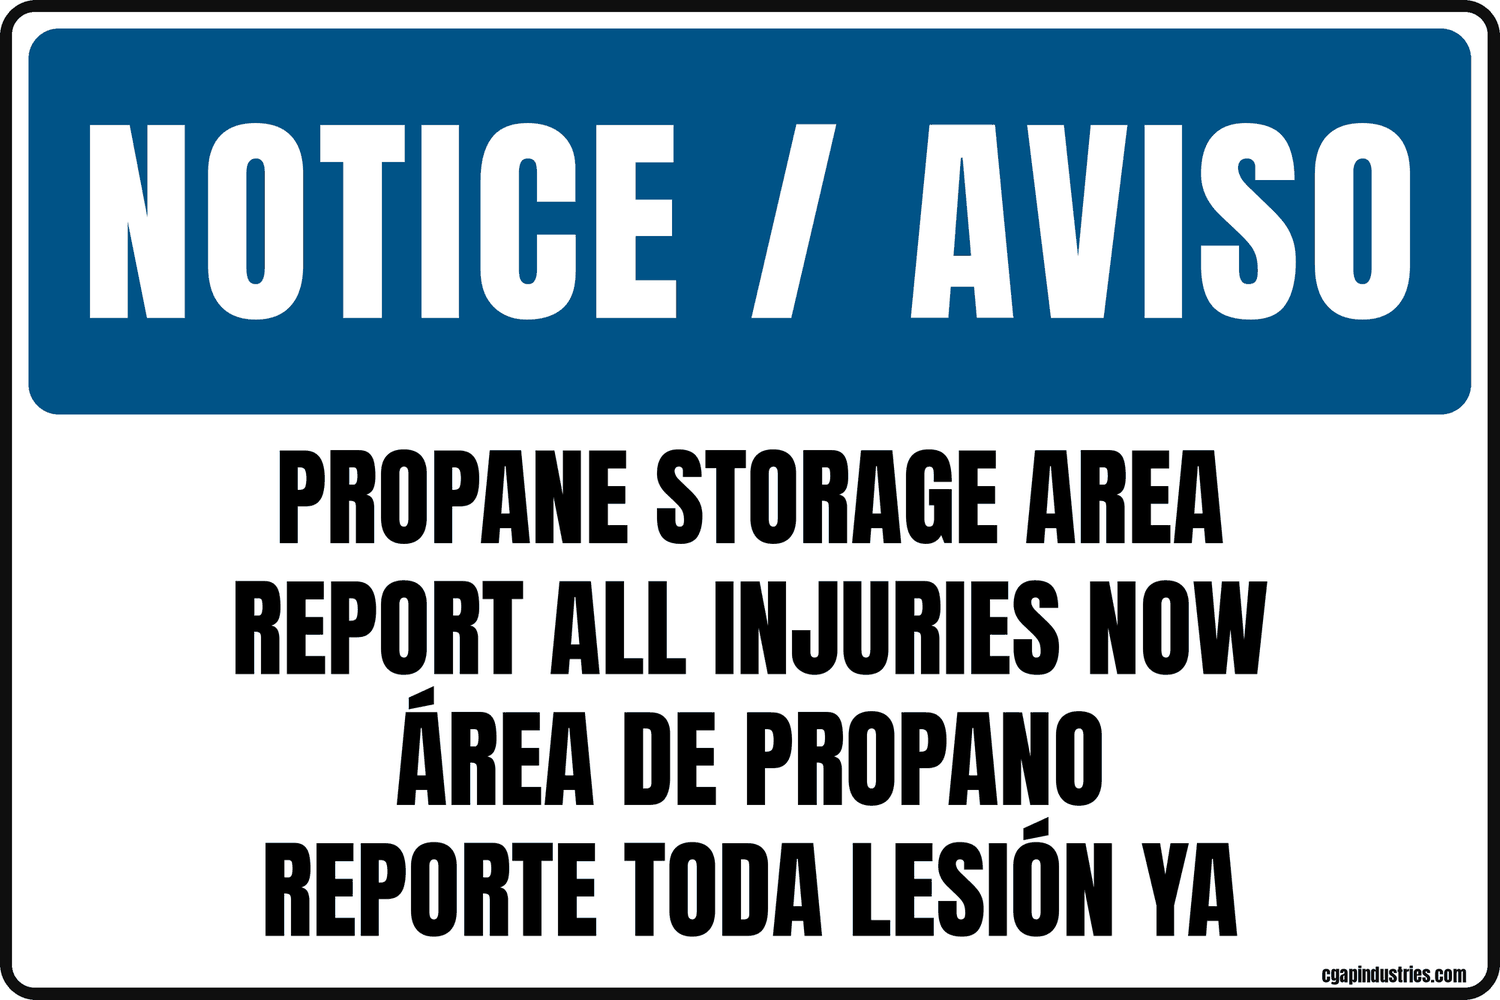 NOTICE / AVISO
PROPANE STORAGE AREA
REPORT ALL INJURIES NOW
ÁREA DE PROPANO
REPORTE TODA LESIÓN YA
cgapindustries.com